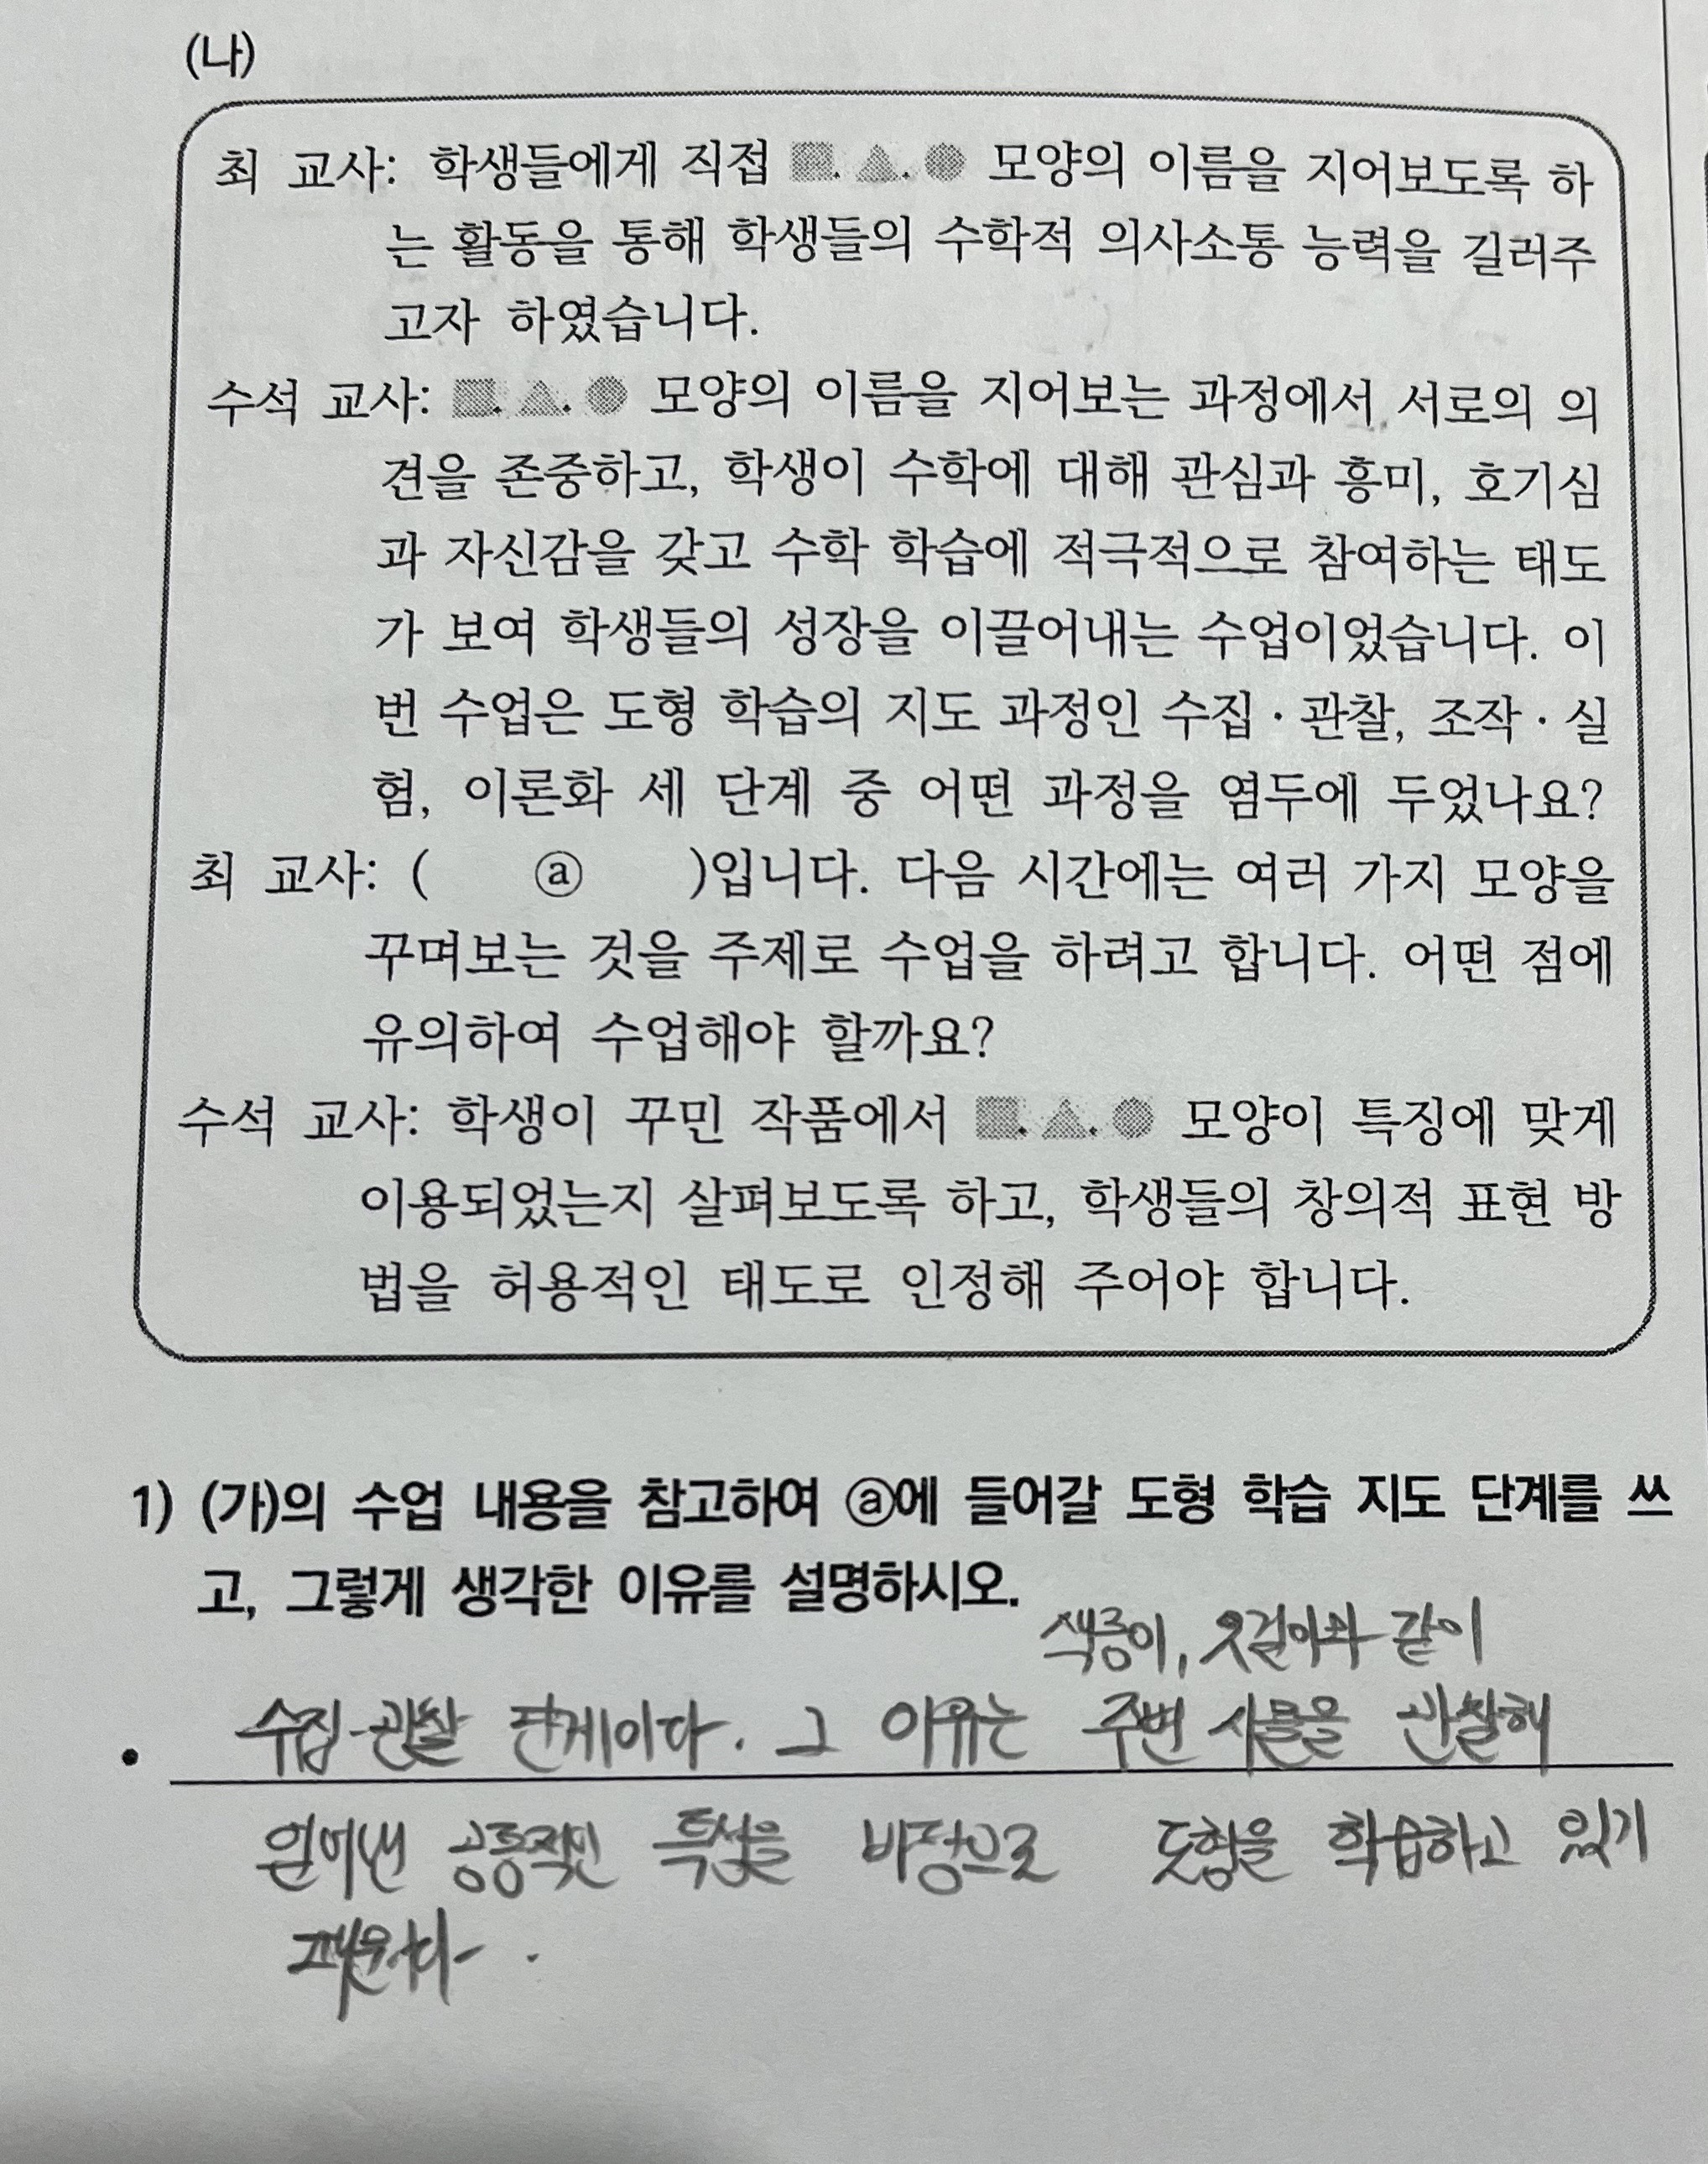 (나)
최 교사: 학생들에게 직접 모양의 이름을 지어보도록 하
는 활동을 통해 학생들의 수학적 의사소통 능력을 길러주
고자 하였습니다.
수석 교사: 모양의 이름을 지어보는 과정에서 서로의 의
견을 존중하고, 학생이 수학에 대해 관심과 흥미, 호기심
과 자신감을 갖고 수학 학습에 적극적으로 참여하는 태도
가 보여 학생들의 성장을 이끌어내는 수업이었습니다. 이
번 수업은 도형 학습의 지도 과정인 수집·관찰, 조작·실
험, 이론화 세 단계 중 어떤 과정을 염두에 두었나요?
최 교사: ( ⓐ )입니다. 다음 시간에는 여러 가지 모양을
꾸며보는 것을 주제로 수업을 하려고 합니다. 어떤 점에
유의하여 수업해야 할까요?
수석 교사: 학생이 꾸민 작품에서 모양이 특징에 맞게
이용되었는지 살펴보도록 하고, 학생들의 창의적 표현 방
법을 허용적인 태도로 인정해 주어야 합니다.
1) (가)의 수업 내용을 참고하여 ⓐ에 들어갈 도형 학습 지도 단계를 쓰
고, 그렇게 생각한 이유를 설명하시오.
색종이, 옷걸이와 같이
수집-관찰 단계이다. 그 이유는 주변 사물을 관찰해
얻어낸 공통적인 특성을 바탕으로 도형을 학습하고 있기
때문이다.